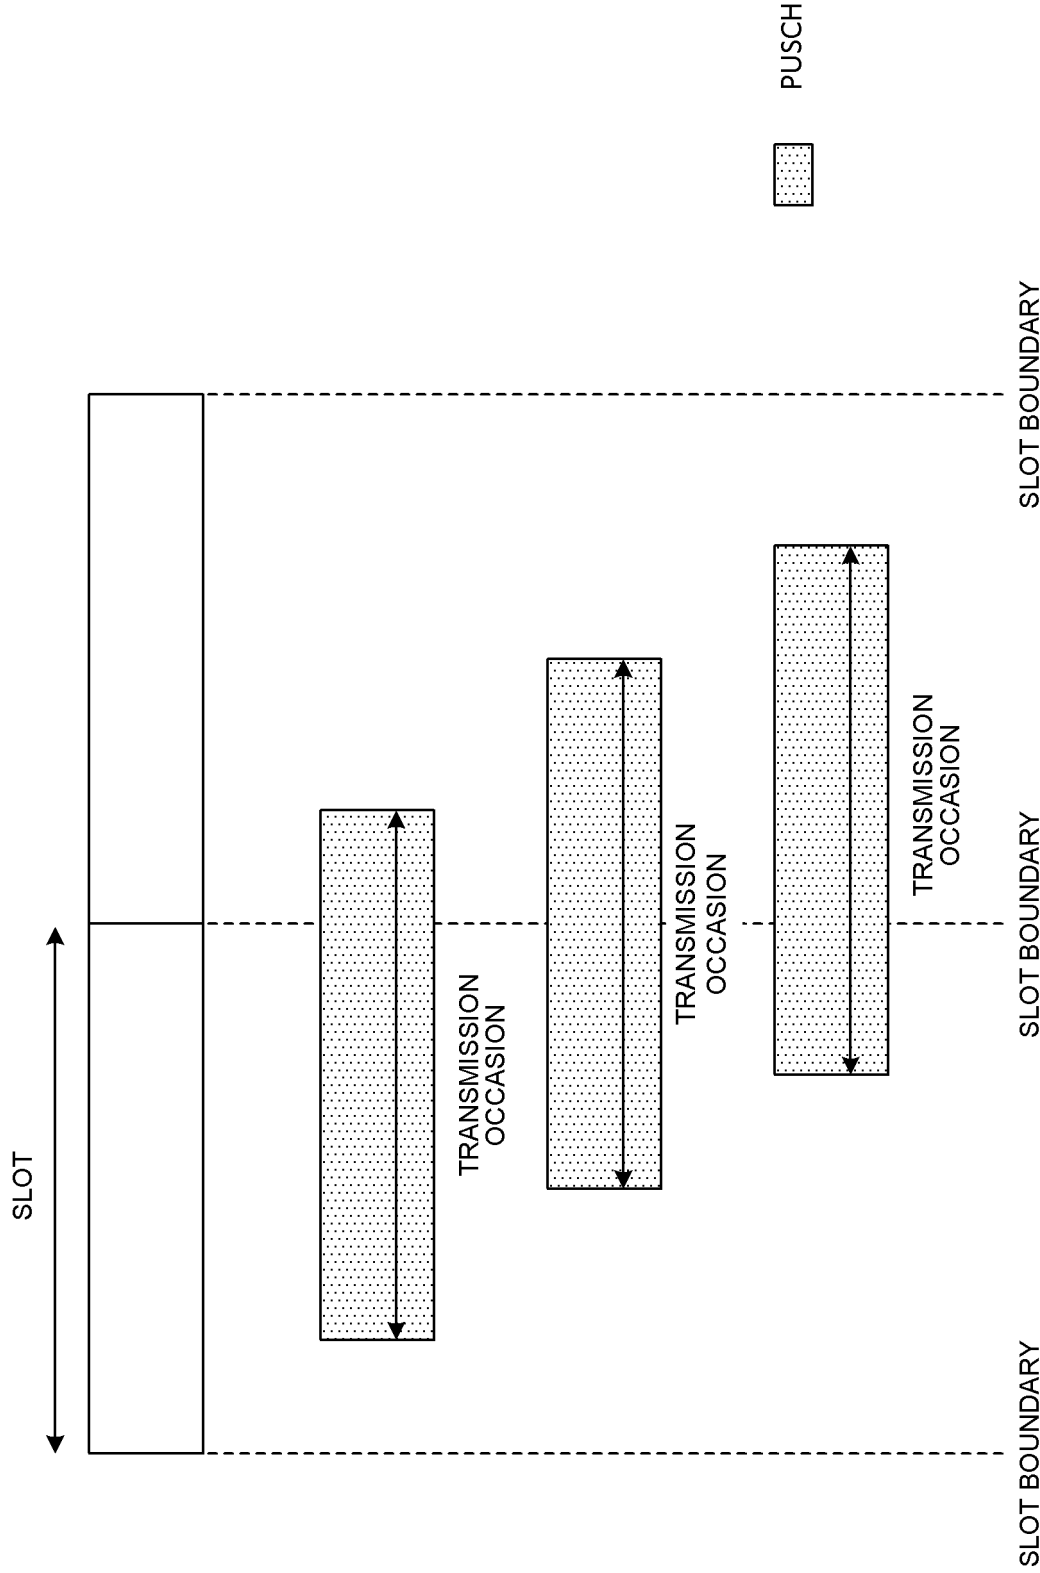 SLOT
TRANSMISSION
OCCASION
TRANSMISSION
OCCASION
TRANSMISSION
OCCASION
PUSCH
SLOT BOUNDARY
SLOT BOUNDARY
SLOT BOUNDARY